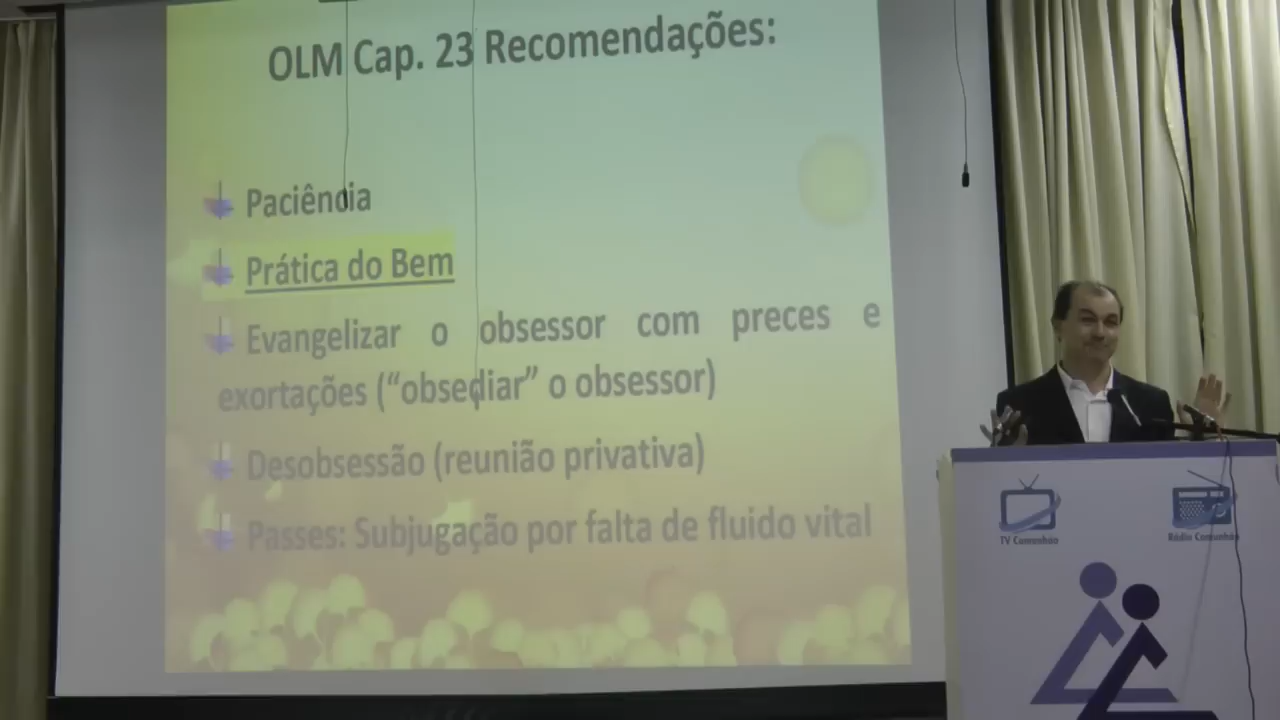 OLM Cap. 23 Recomendações:
Paciência
Prática do Bem
Evangelizar o obsessor com preces e
exortações (“obsediar” o obsessor)
Desobsessão (reunião privativa)
Passes: Subjugação por falta de fluido vital
TV Comunhão
Rádio Comunhão